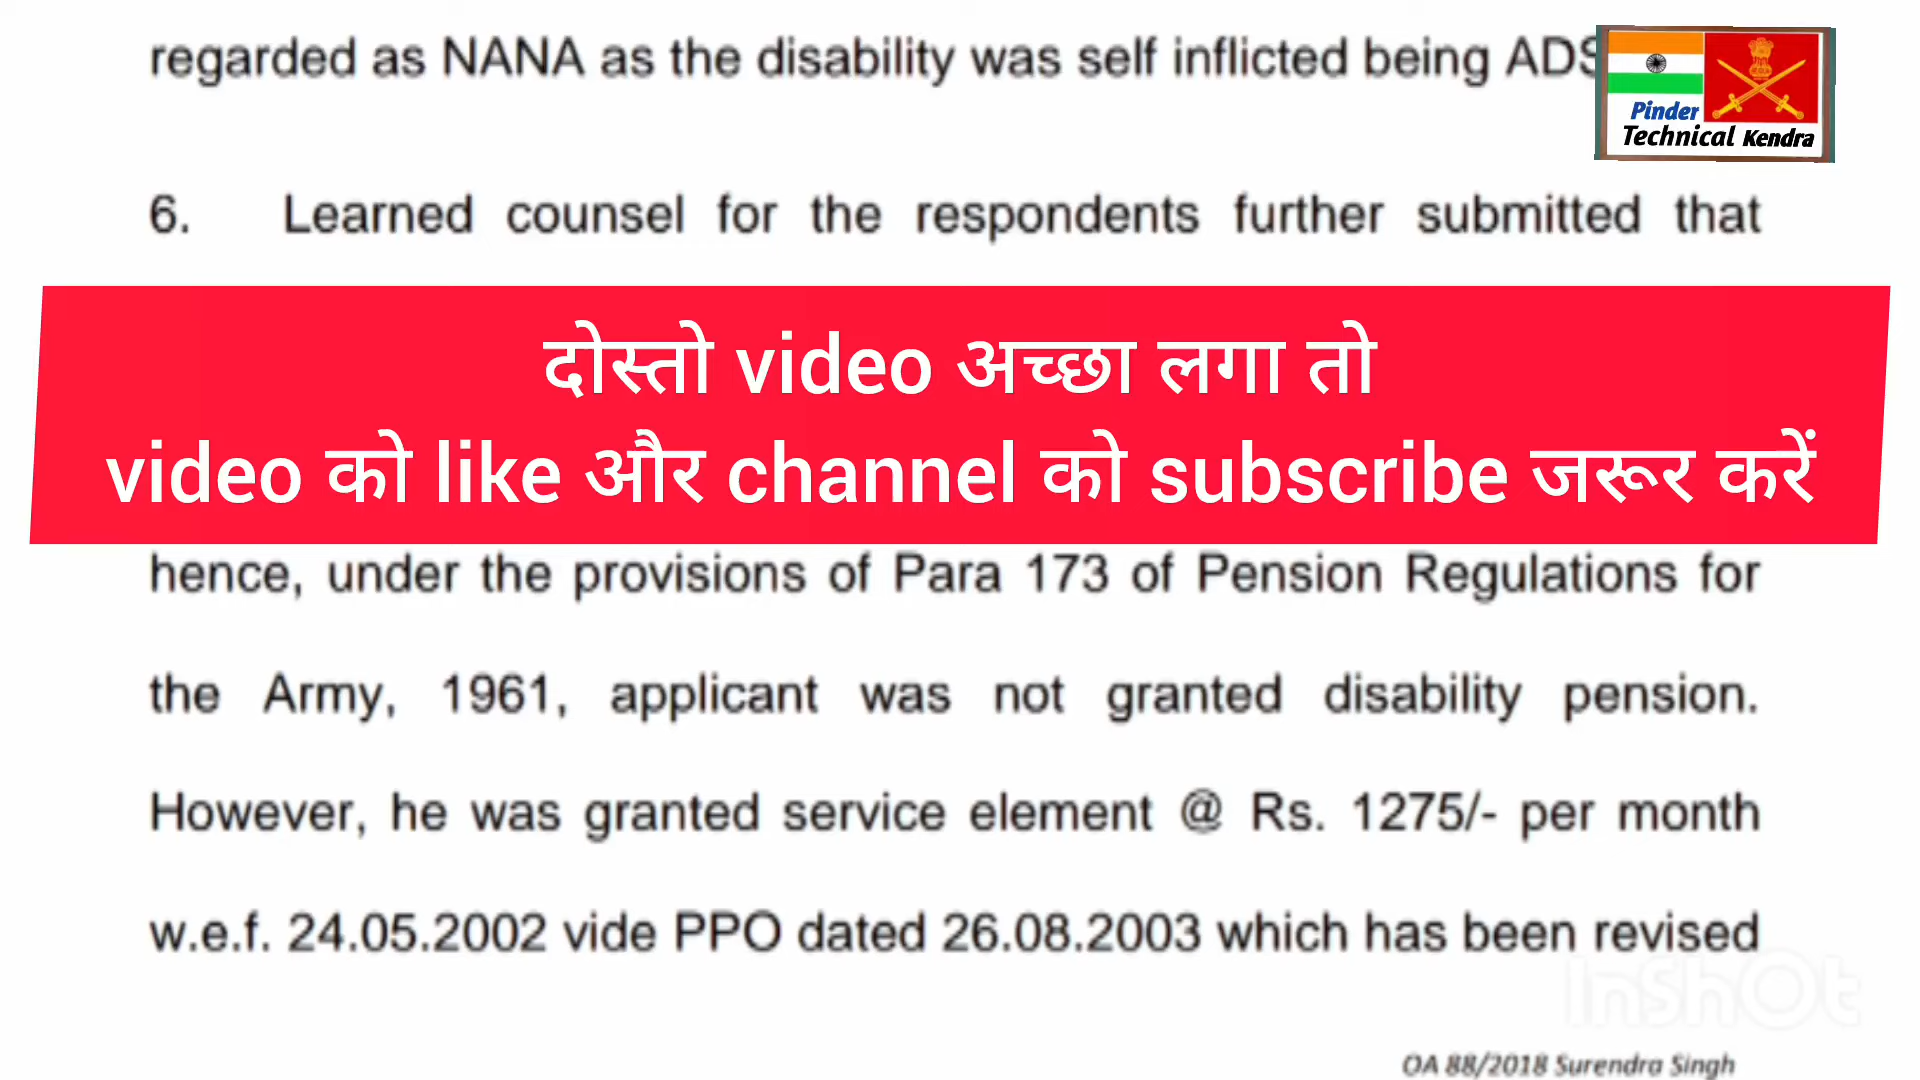 regarded as NANA as the disability was self inflicted being
Pinder
Technical Kendra
6. Learned counsel for the respondents further submitted that
दोस्तो video अच्छा लगा तो
video को like और channel को subscribe जरूर करें
hence, under the provisions of Para 173 of Pension Regulations for
the Army, 1961, applicant was not granted disability pension.
However, he was granted service element @ Rs. 1275/- per month
w.e.f. 24.05.2002 vide PPO dated 26.08.2003 which has been revised
InShOt
OA 88/2018 Surendra Singh